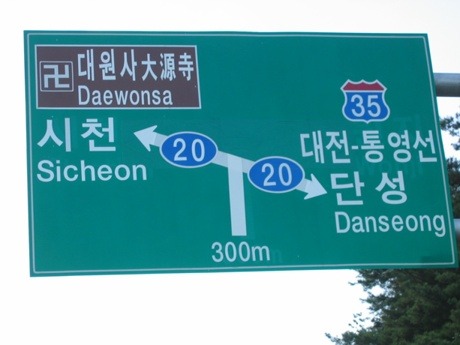 卍 대원사大源寺
Daewonsa
시천
Sicheon
20
20
35
대전-통영선
단성
Danseong
300m